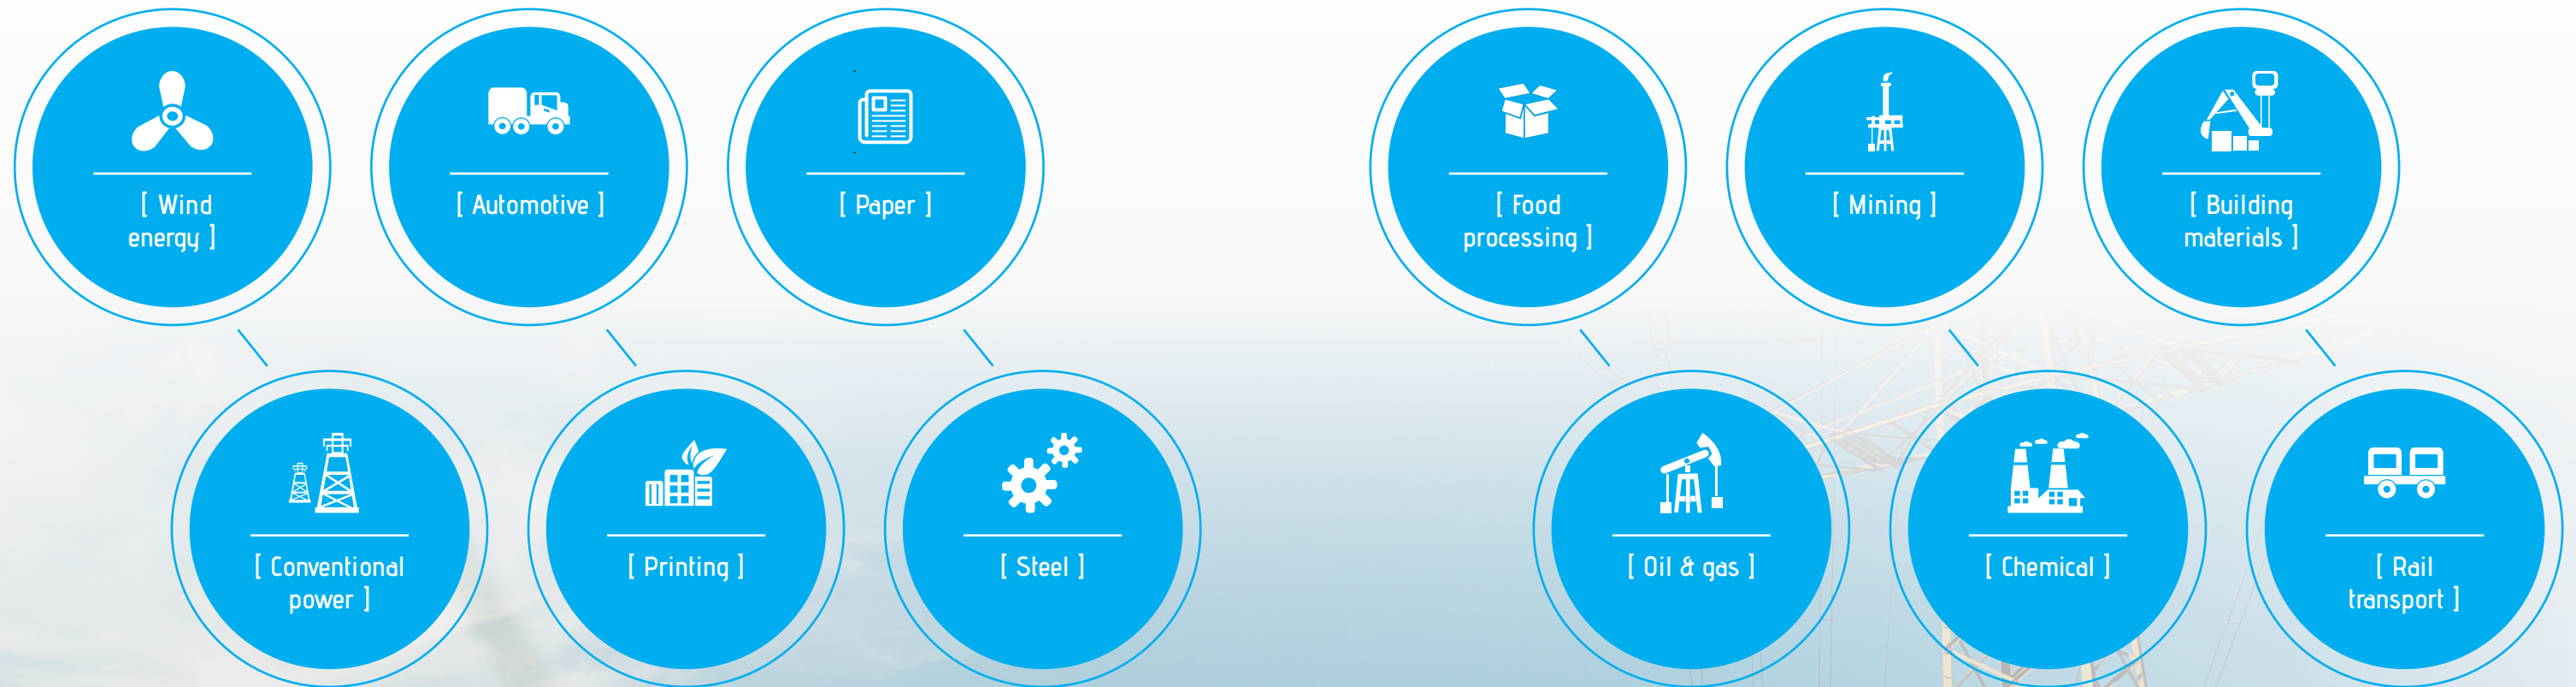 [ Wind
energy ]
[ Automotive ]
[ Paper ]
[ Food
processing ]
[ Mining ]
[ Building
materials ]
[ Conventional
power ]
[ Printing ]
[ Steel ]
[ Oil & gas ]
[ Chemical ]
[ Rail
transport ]